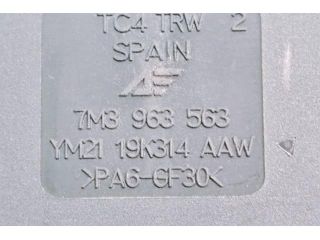 TC4 TRW 2
SPAIN
7M3 963 563
YM21 19K314 AAW
>PA6-GF30<